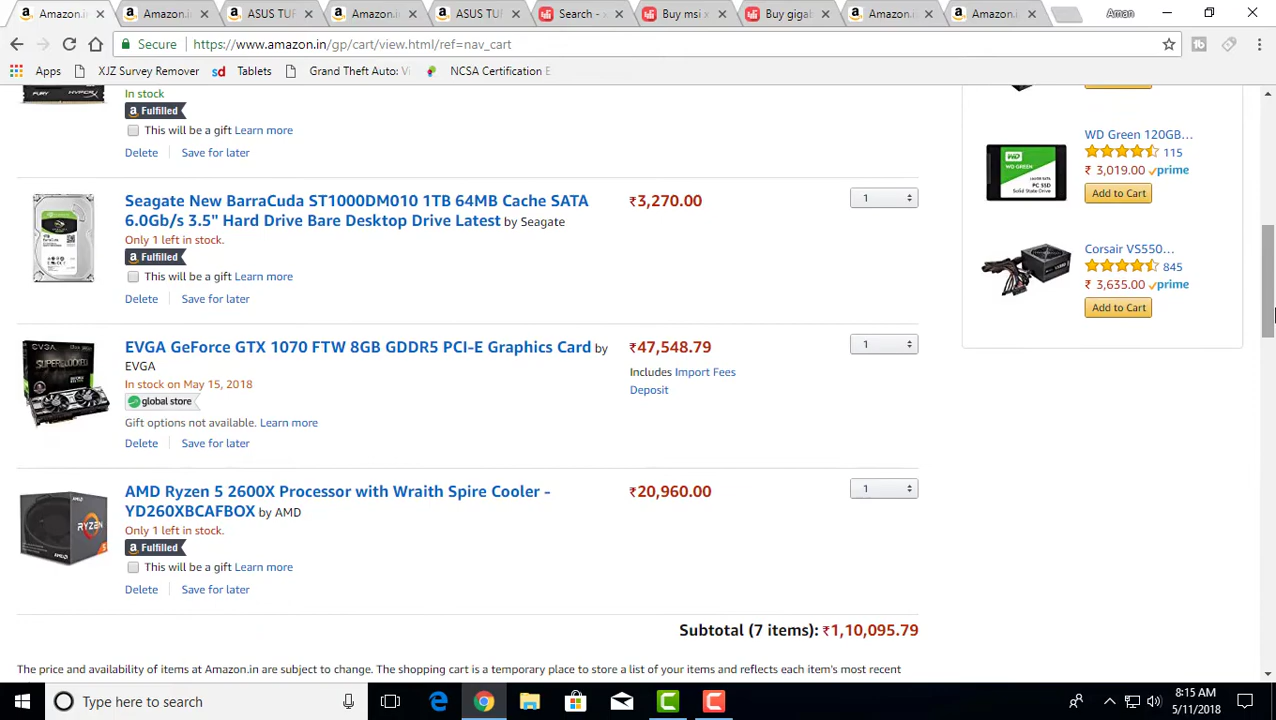 Amazon.in
Amazon.in
ASUS TUF
Amazon.in
ASUS TUF
Search - x
Buy msi x
Buy gigab
Amazon.in
Amazon.in
Aman
Secure
https://www.amazon.in/gp/cart/view.html/ref=nav_cart
Apps
XJZ Survey Remover
sd Tablets
Grand Theft Auto: Vi
NCSA Certification E
In stock
a Fulfilled
This will be a gift Learn more
Delete
Save for later
Seagate New BarraCuda ST1000DM010 1TB 64MB Cache SATA
6.0Gb/s 3.5" Hard Drive Bare Desktop Drive Latest by Seagate
₹3,270.00
1
Only 1 left in stock.
a Fulfilled
This will be a gift Learn more
Delete
Save for later
EVGA GeForce GTX 1070 FTW 8GB GDDR5 PCI-E Graphics Card by
EVGA
₹47,548.79
Includes Import Fees
Deposit
1
In stock on May 15, 2018
global store
Gift options not available. Learn more
Delete
Save for later
AMD Ryzen 5 2600X Processor with Wraith Spire Cooler -
YD260XBCAFBOX by AMD
₹20,960.00
1
Only 1 left in stock.
a Fulfilled
This will be a gift Learn more
Delete
Save for later
Subtotal (7 items): ₹1,10,095.79
The price and availability of items at Amazon.in are subject to change. The shopping cart is a temporary place to store a list of your items and reflects each item's most recent
WD Green 120GB...
115
₹ 3,019.00 prime
Add to Cart
Corsair VS550...
845
₹ 3,635.00 prime
Add to Cart
Type here to search
8:15 AM
5/11/2018